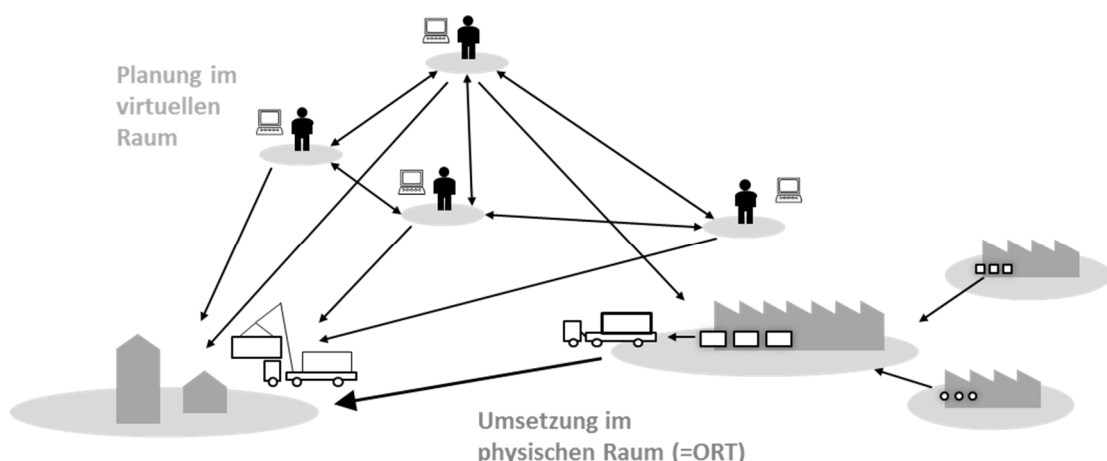 Planung im
virtuellen
Raum
Umsetzung im
physischen Raum (=ORT)